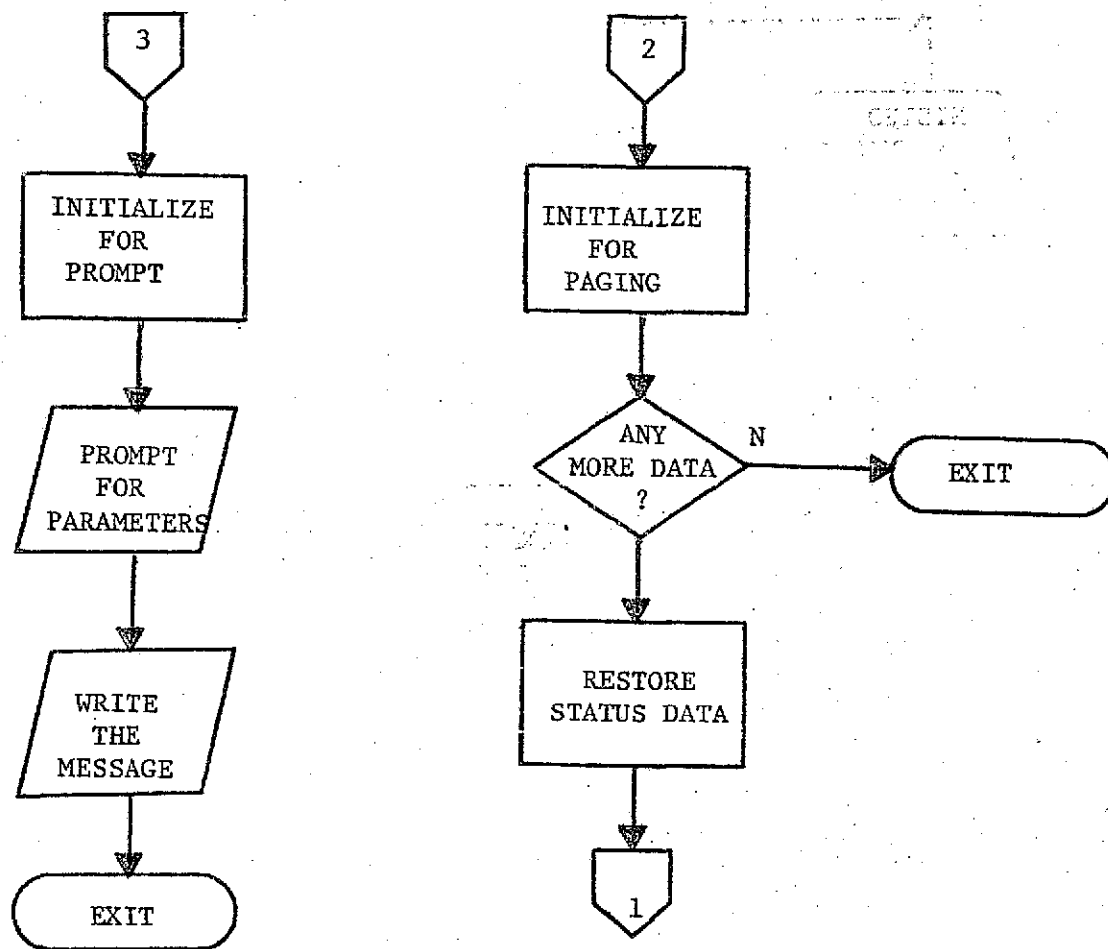 3
INITIALIZE
FOR
PROMPT
PROMPT
FOR
PARAMETERS
WRITE
THE
MESSAGE
EXIT
2
INITIALIZE
FOR
PAGING
ANY
MORE DATA
?
N
EXIT
RESTORE
STATUS DATA
1